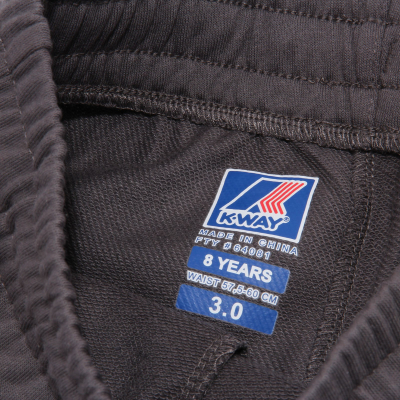 K-WAY®
MADE IN CHINA
FTY # 64081
8 YEARS
WAIST 57,5-60 CM
3.0